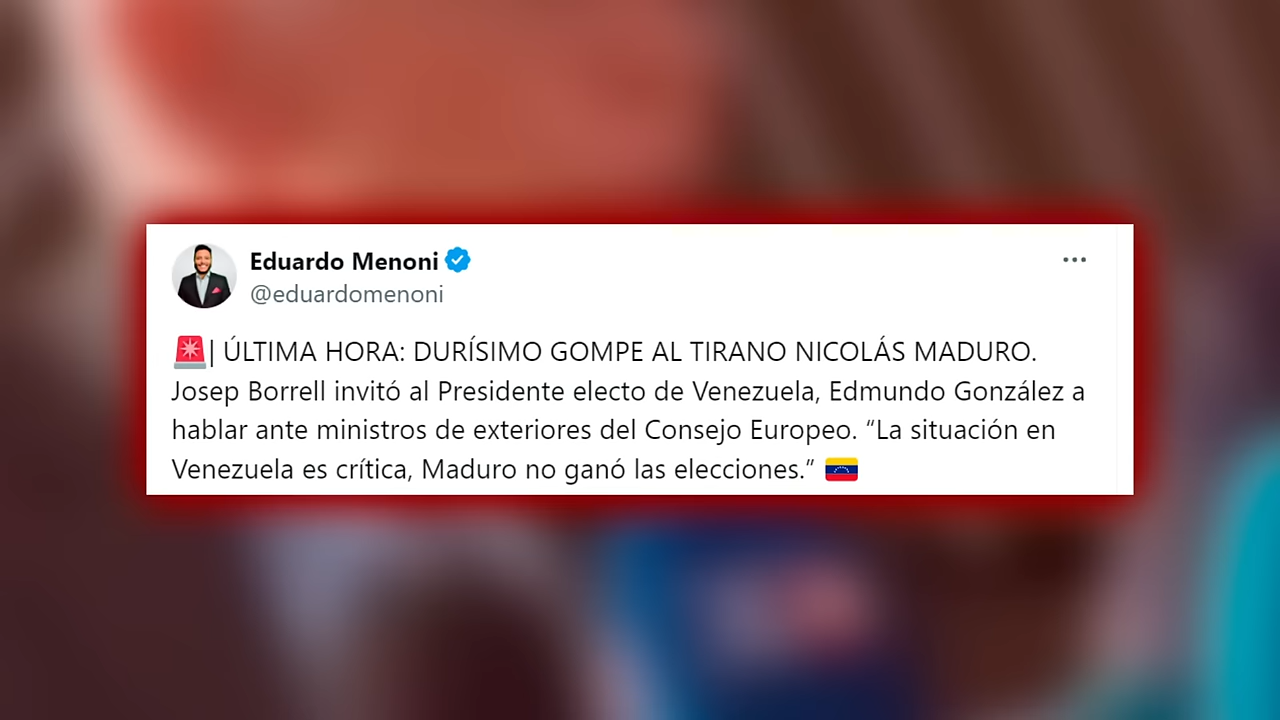 Eduardo Menoni
@eduardomenoni
🚨| ÚLTIMA HORA: DURÍSIMO GOMPE AL TIRANO NICOLÁS MADURO.
Josep Borrell invitó al Presidente electo de Venezuela, Edmundo González a
hablar ante ministros de exteriores del Consejo Europeo. “La situación en
Venezuela es crítica, Maduro no ganó las elecciones.” 🇻🇪